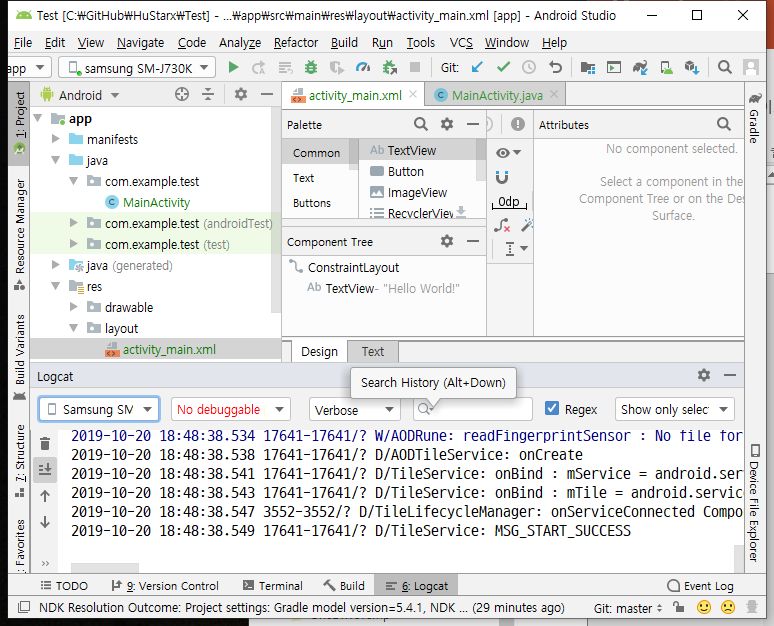 Test [C:₩GitHub₩HuStarx₩Test] - ...₩app₩src₩main₩res₩layout₩activity_main.xml [app] - Android Studio
File Edit View Navigate Code Analyze Refactor Build Run Tools VCS Window Help
app samsung SM-J730K Git:
1: Project
Resource Manager
Build Variants
7: Structure
Favorites
Android
app
manifests
java
com.example.test
MainActivity
com.example.test (androidTest)
com.example.test (test)
java (generated)
res
drawable
layout
activity_main.xml
activity_main.xml MainActivity.java
Palette
Common
Text
Buttons
Ab TextView
Button
ImageView
RecyclerView
Component Tree
ConstraintLayout
Ab TextView- "Hello World!"
0dp
Attributes
No component selected.
Select a component in the
Component Tree or on the Des
Surface.
Design Text
Gradle
Device File Explorer
Logcat
Search History (Alt+Down)
Samsung SM No debuggable Verbose Regex Show only select
2019-10-20 18:48:38.534 17641-17641/? W/AODRune: readFingerprintSensor : No file for
2019-10-20 18:48:38.538 17641-17641/? D/AODTileService: onCreate
2019-10-20 18:48:38.541 17641-17641/? D/TileService: onBind : mService = android.ser
2019-10-20 18:48:38.543 17641-17641/? D/TileService: onBind : mTile = android.service
2019-10-20 18:48:38.547 3552-3552/? D/TileLifecycleManager: onServiceConnected Compo
2019-10-20 18:48:38.549 17641-17641/? D/TileService: MSG_START_SUCCESS
TODO 9: Version Control Terminal Build 6: Logcat Event Log
NDK Resolution Outcome: Project settings: Gradle model version=5.4.1, NDK ... (29 minutes ago) Git: master